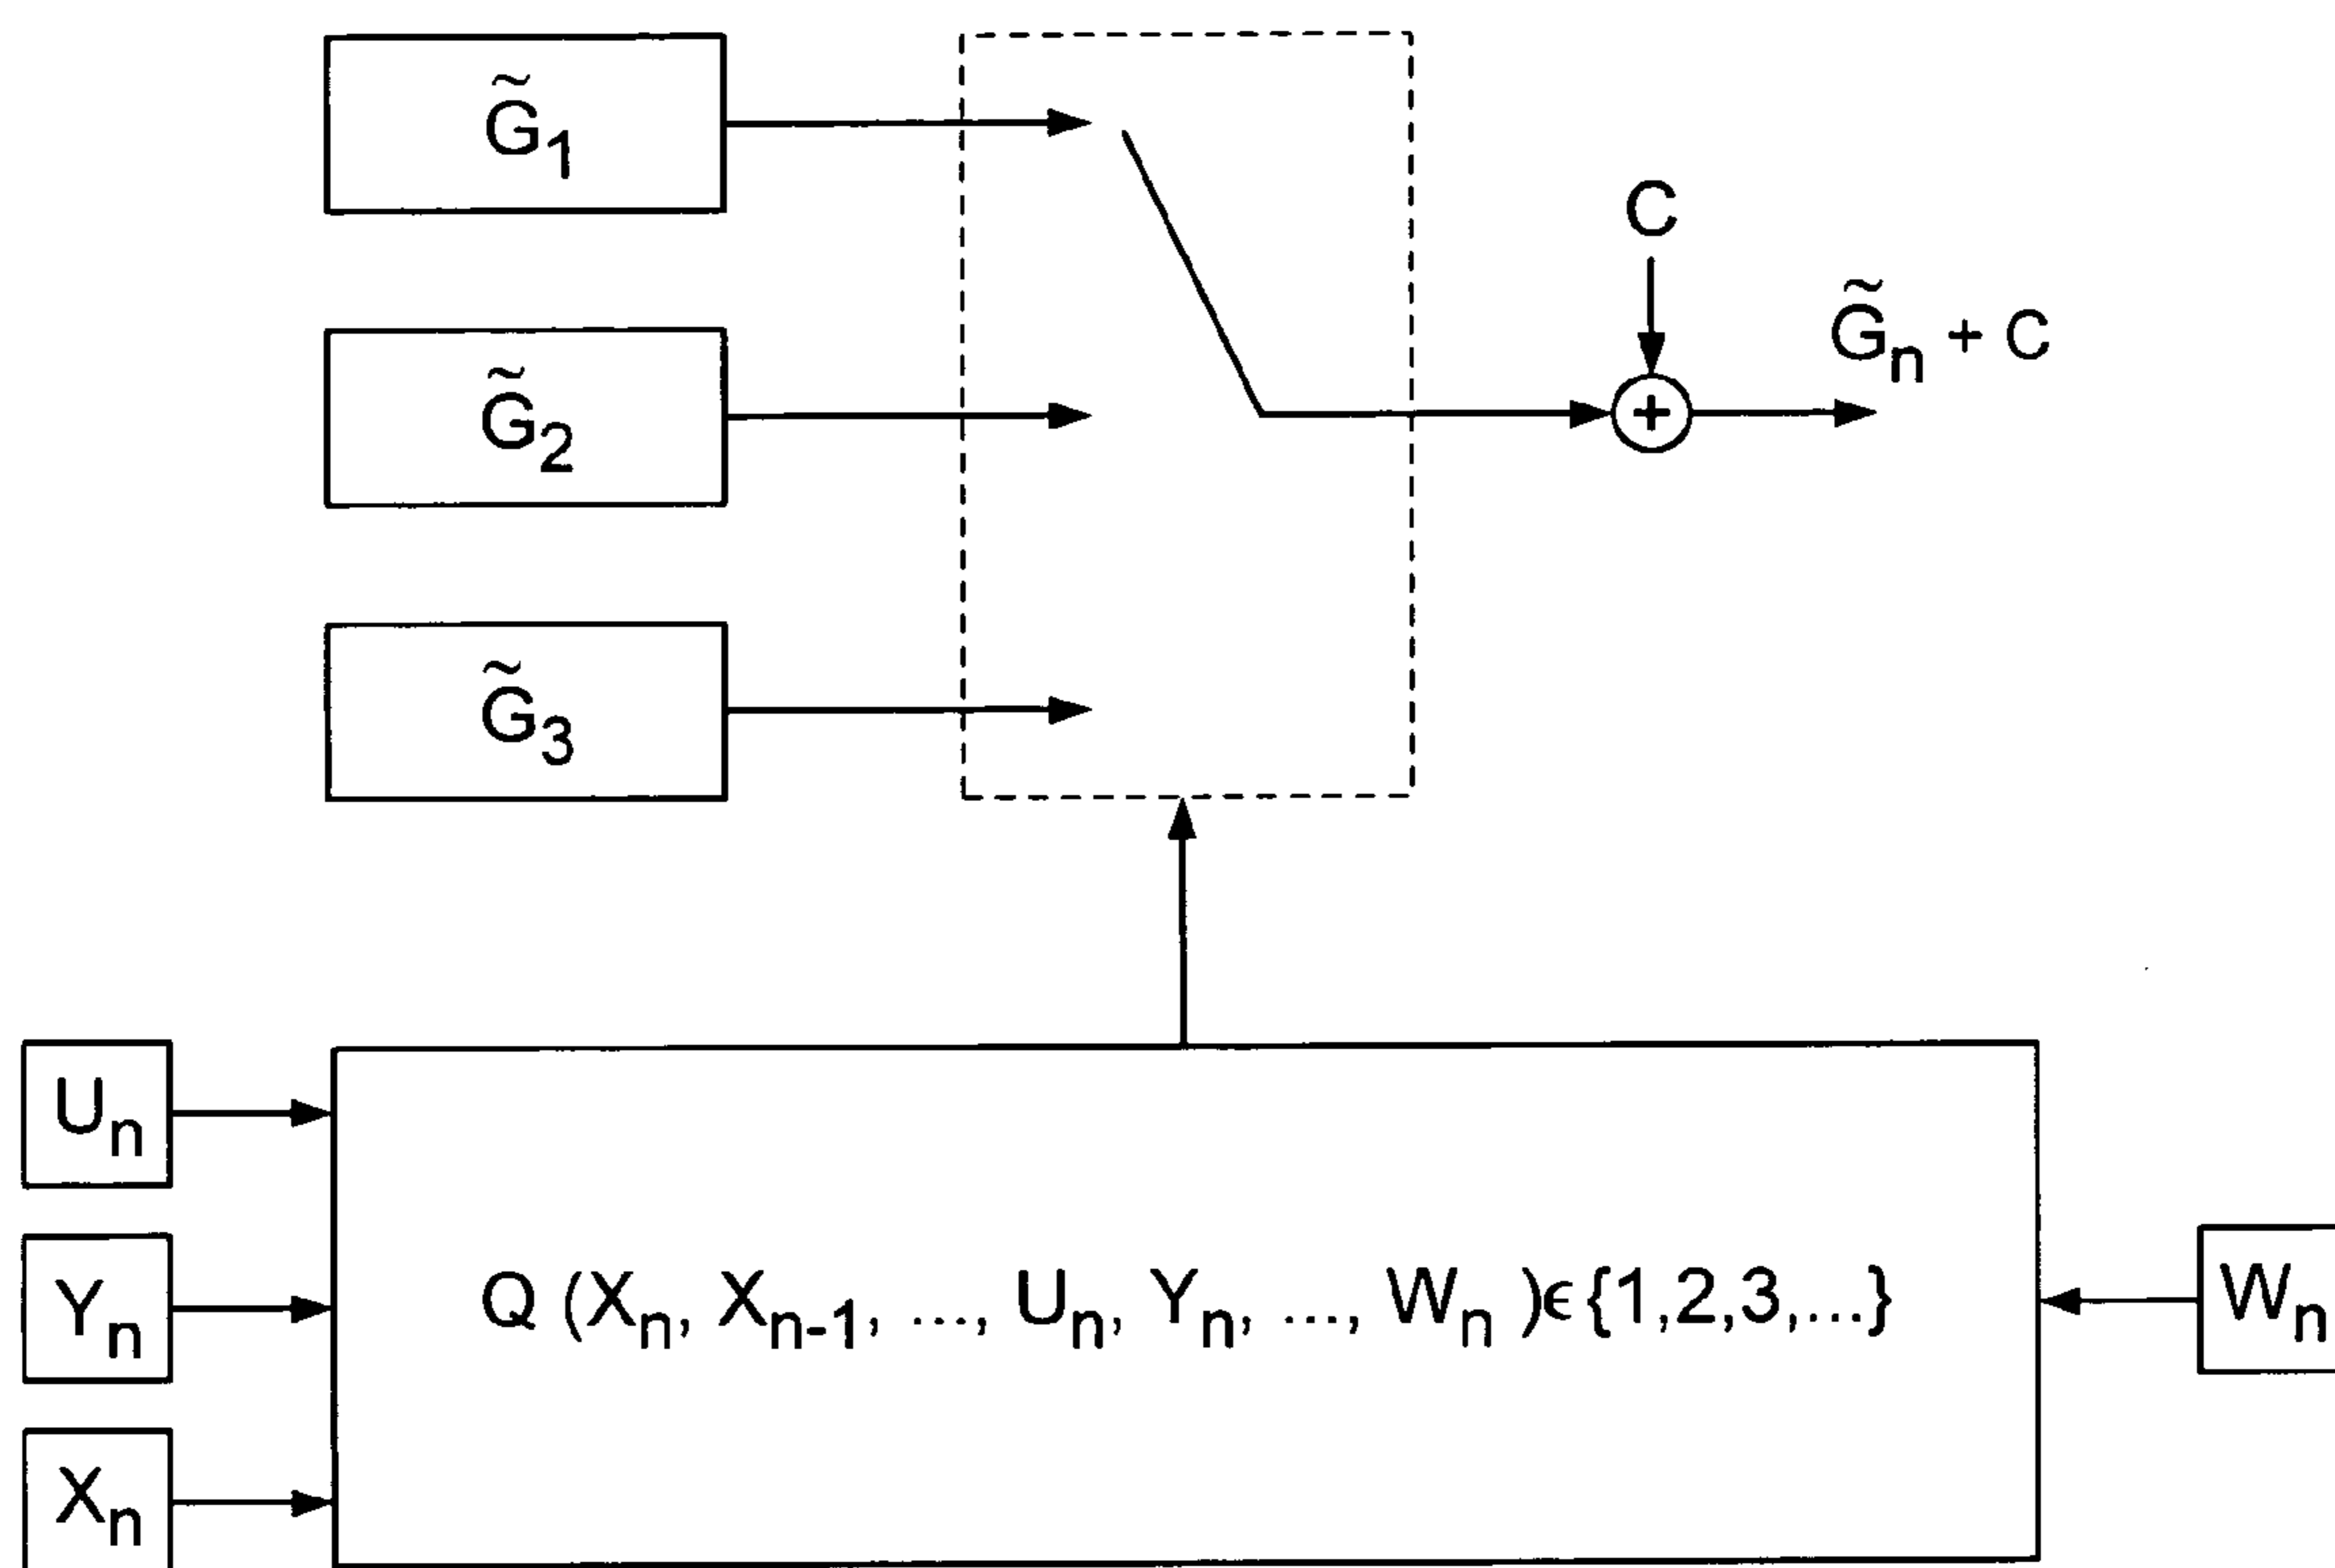 G̃1
C
G̃n + C
G̃2
+
G̃3
Un
Yn
Q (Xn, Xn-1, ..., Un, Yn, ..., Wn )ϵ{1,2,3,...}
Wn
Xn